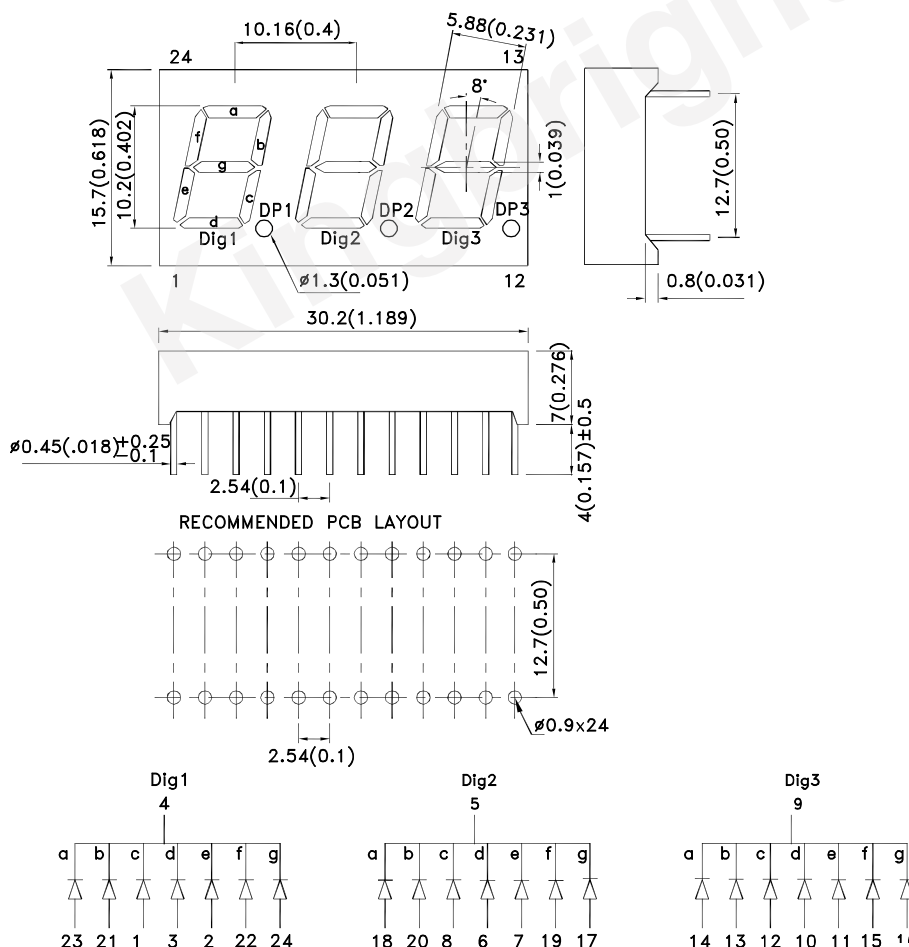 10.16(0.4)
5.88(0.231)
24
13
8°
a
f
b
g
e
c
d
15.7(0.618)
10.2(0.402)
1(0.039)
12.7(0.50)
DP1
DP2
DP3
Dig1
Dig2
Dig3
1
ø1.3(0.051)
12
0.8(0.031)
30.2(1.189)
Kingbright
7(0.276)
ø0.45(.018)+0.25
-0.1
4(0.157)±0.5
2.54(0.1)
RECOMMENDED PCB LAYOUT
12.7(0.50)
ø0.9x24
2.54(0.1)
Dig1 Dig2 Dig3
4 5 9
a b c d e f g a b c d e f g a b c d e f g
23 21 1 3 2 22 24 18 20 8 6 7 19 17 14 13 12 10 11 15